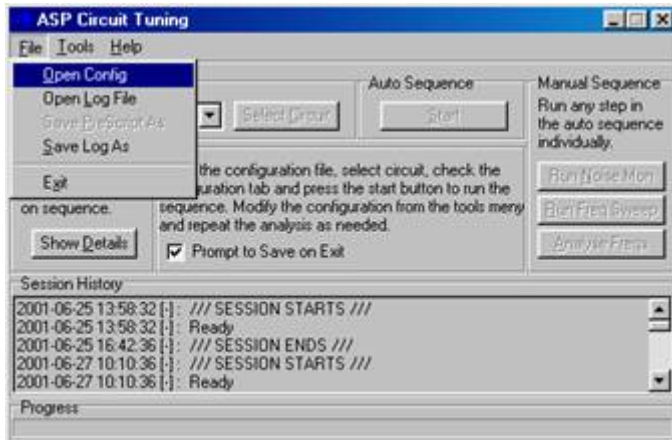 ASP Circuit Tuning
File Tools Help
Open Config
Open Log File
Save PreScript As
Save Log As
Exit
Select Circuit
Auto Sequence
Start
Manual Sequence
Run any step in
the auto sequence
individually.
Run Noise Mon
Run Freq Sweep
Analyse Freqs
on sequence.
Show Details
the configuration file, select circuit, check the
guration tab and press the start button to run the
sequence. Modify the configuration from the tools meny
and repeat the analysis as needed.
Prompt to Save on Exit
Session History
2001-06-25 13:58:32 [-] : /// SESSION STARTS ///
2001-06-25 13:58:32 [-] : Ready
2001-06-25 16:42:36 [-] : /// SESSION ENDS ///
2001-06-27 10:10:36 [-] : /// SESSION STARTS ///
2001-06-27 10:10:36 [-] : Ready
Progress